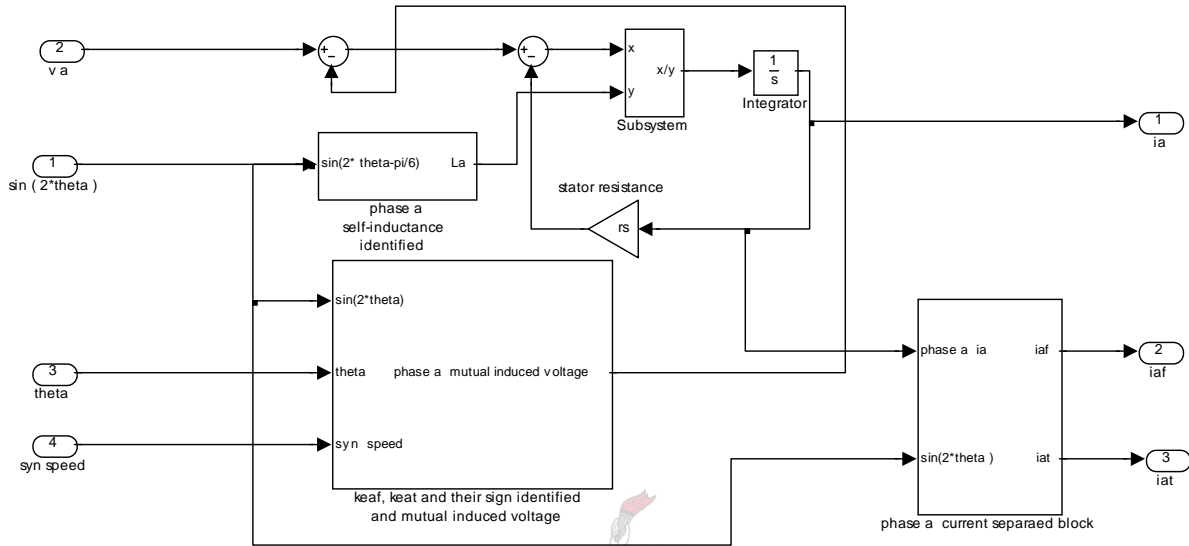 2
v a
+
−
+
−
x
y
x/y
Subsystem
1
s
Integrator
1
ia
1
sin ( 2*theta )
sin(2* theta-pi/6)
La
phase a
self-inductance
identified
stator resistance
rs
sin(2*theta)
theta
phase a mutual induced voltage
syn speed
3
theta
4
syn speed
keaf, keat and their sign identified
and mutual induced voltage
phase a ia
iaf
sin(2*theta )
iat
phase a current separaed block
2
iaf
3
iat